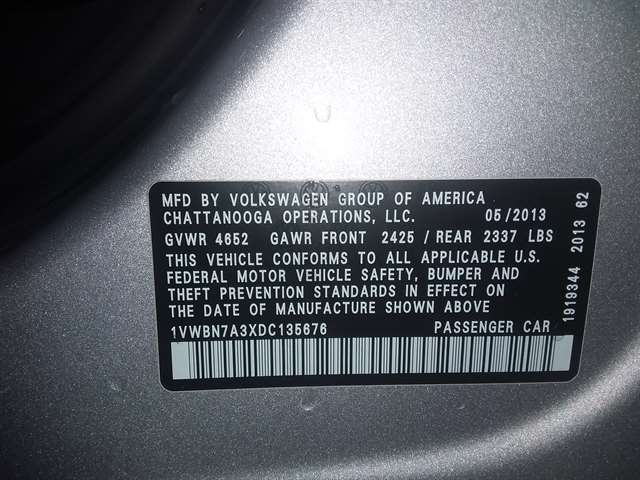 MFD BY VOLKSWAGEN GROUP OF AMERICA
CHATTANOOGA OPERATIONS, LLC. 05/2013
GVWR 4652 GAWR FRONT 2425 / REAR 2337 LBS
THIS VEHICLE CONFORMS TO ALL APPLICABLE U.S.
FEDERAL MOTOR VEHICLE SAFETY, BUMPER AND
THEFT PREVENTION STANDARDS IN EFFECT ON
THE DATE OF MANUFACTURE SHOWN ABOVE
1VWBN7A3XDC135676 PASSENGER CAR
1919344 2013 62